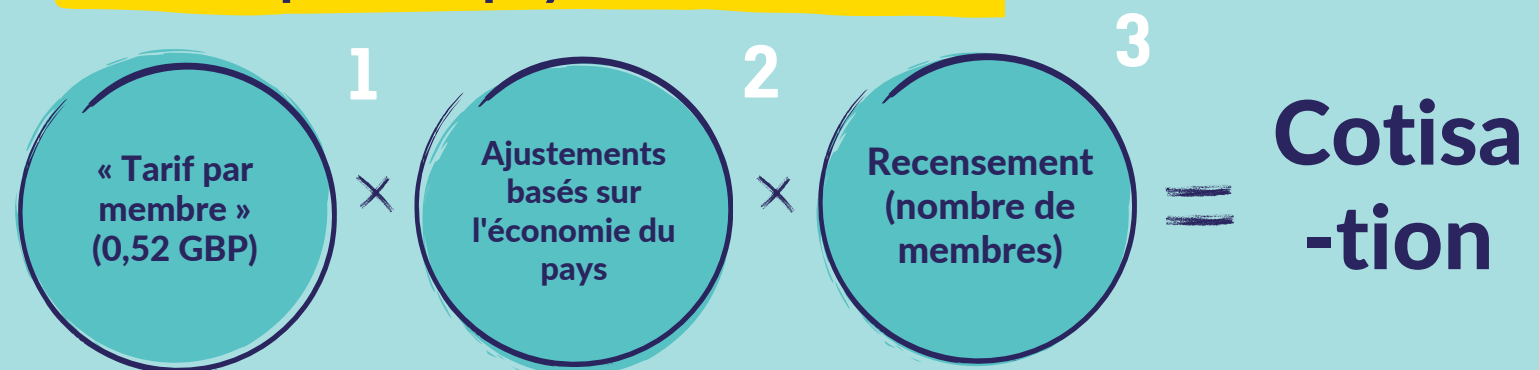 1
« Tarif par
membre »
(0,52 GBP)
×
2
Ajustements
basés sur
l'économie du
pays
×
3
Recensement
(nombre de
membres)
=
Cotisa
-tion